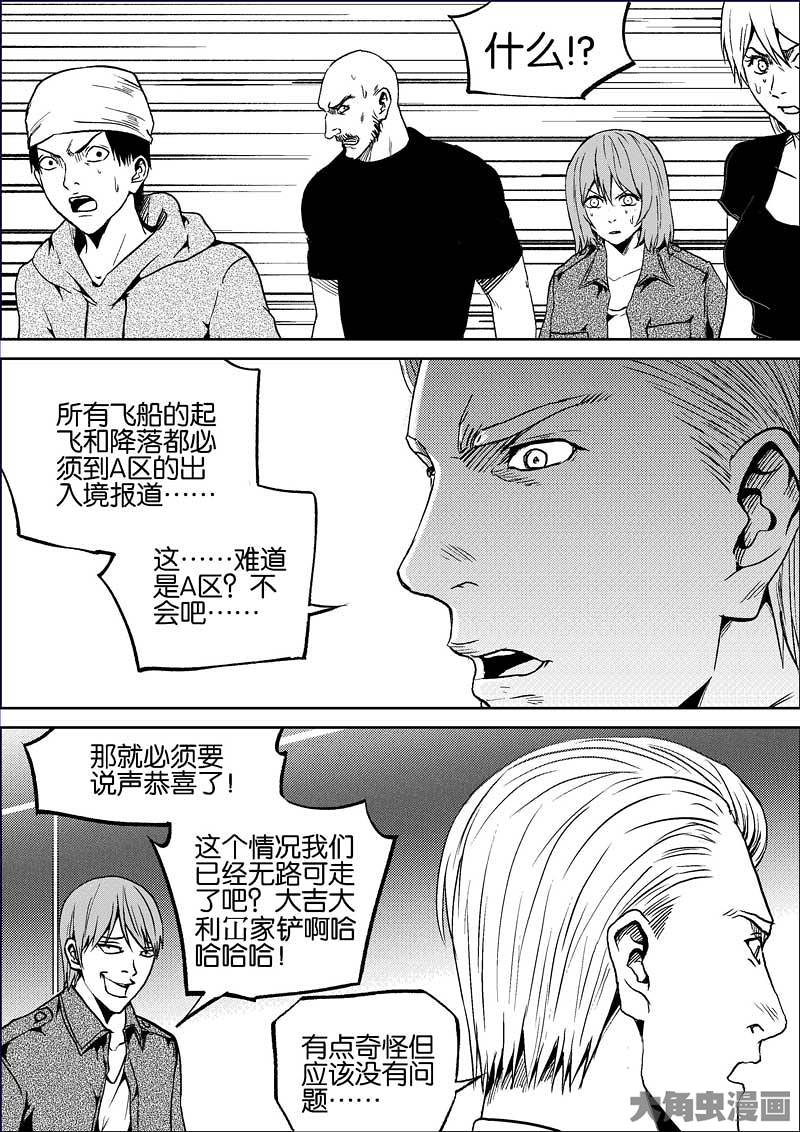 什么!?
所有飞船的起
飞和降落都必
须到A区的出
入境报道……
这……难道
是A区？不
会吧……
那就必须要
说声恭喜了！
这个情况我们
已经无路可走
了吧？大吉大
利冚家铲啊哈
哈哈哈！
有点奇怪但
应该没有问
题……
大角虫漫画